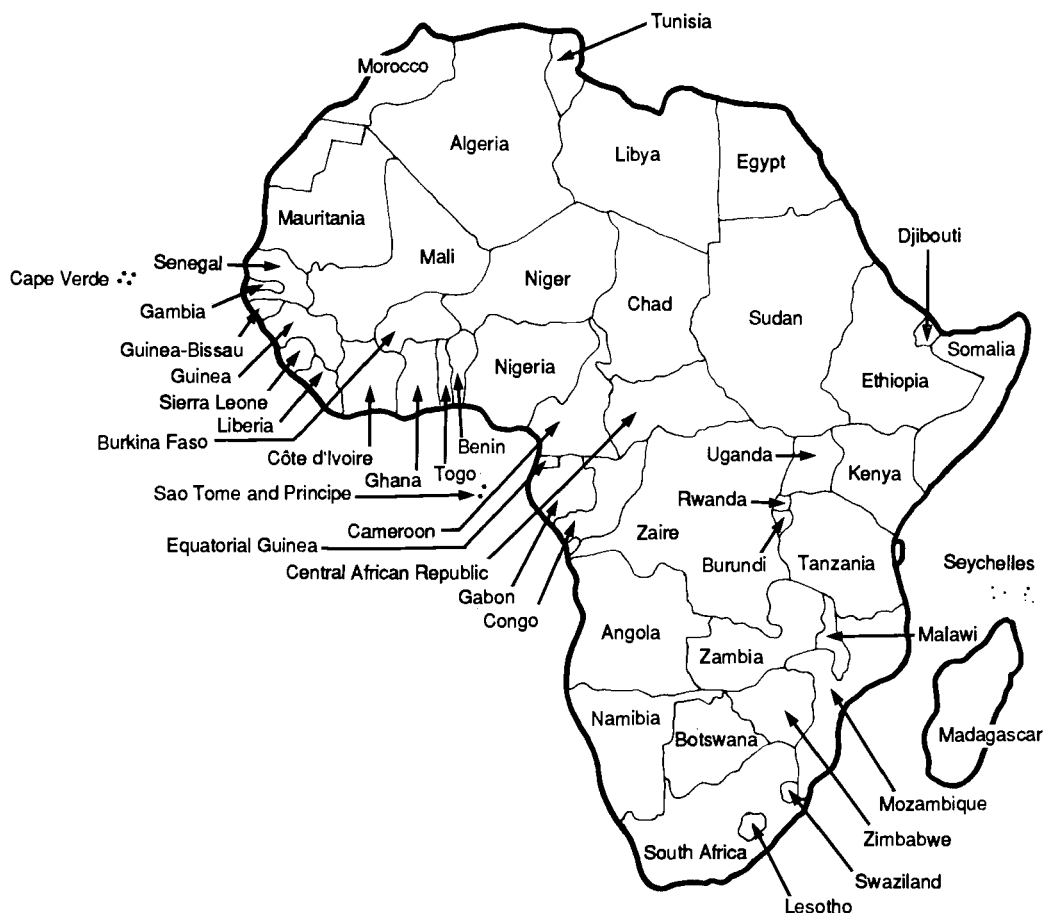 Tunisia
Morocco
Algeria
Libya
Egypt
Mauritania
Djibouti
Senegal
Mali
Niger
Cape Verde
Chad
Gambia
Sudan
Guinea-Bissau
Somalia
Nigeria
Guinea
Ethiopia
Sierra Leone
Liberia
Burkina Faso
Benin
Côte d'Ivoire
Uganda
Kenya
Togo
Ghana
Sao Tome and Principe
Rwanda
Cameroon
Zaire
Equatorial Guinea
Burundi
Tanzania
Seychelles
Central African Republic
Gabon
Congo
Angola
Malawi
Zambia
Namibia
Botswana
Madagascar
Mozambique
Zimbabwe
South Africa
Swaziland
Lesotho